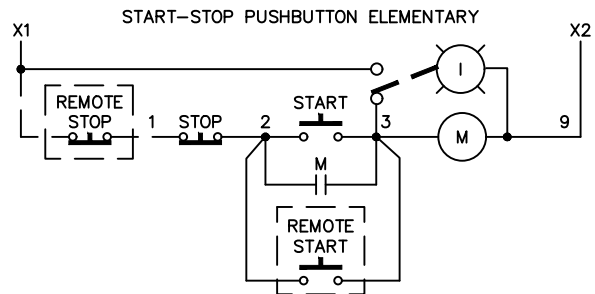 START-STOP PUSHBUTTON ELEMENTARY
X1
X2
I
REMOTE
STOP
1
STOP
2
START
3
M
9
M
REMOTE
START